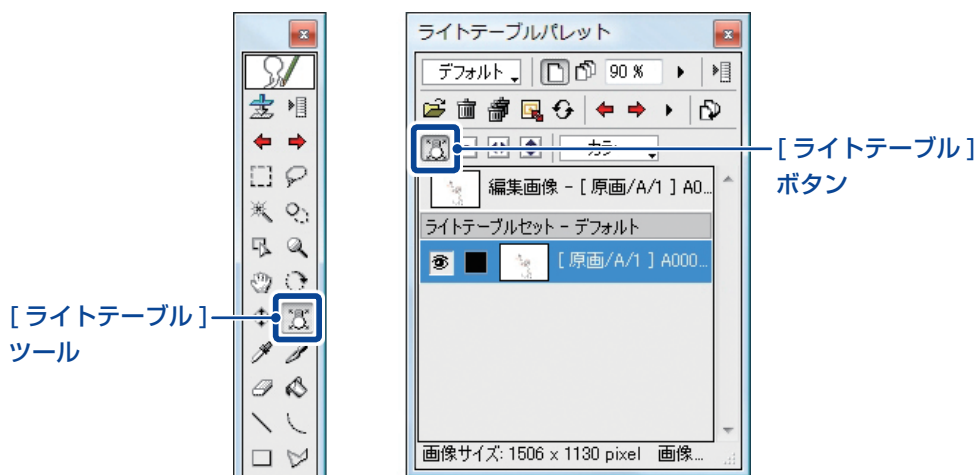 ライトテーブルパレット
デフォルト
90 %
[ ライトテーブル ]
ボタン
編集画像 - [ 原画/A/1 ] A0...
ライトテーブルセット - デフォルト
[ 原画/A/1 ] A000...
[ ライトテーブル ]
ツール
画像サイズ: 1506 x 1130 pixel 画像...